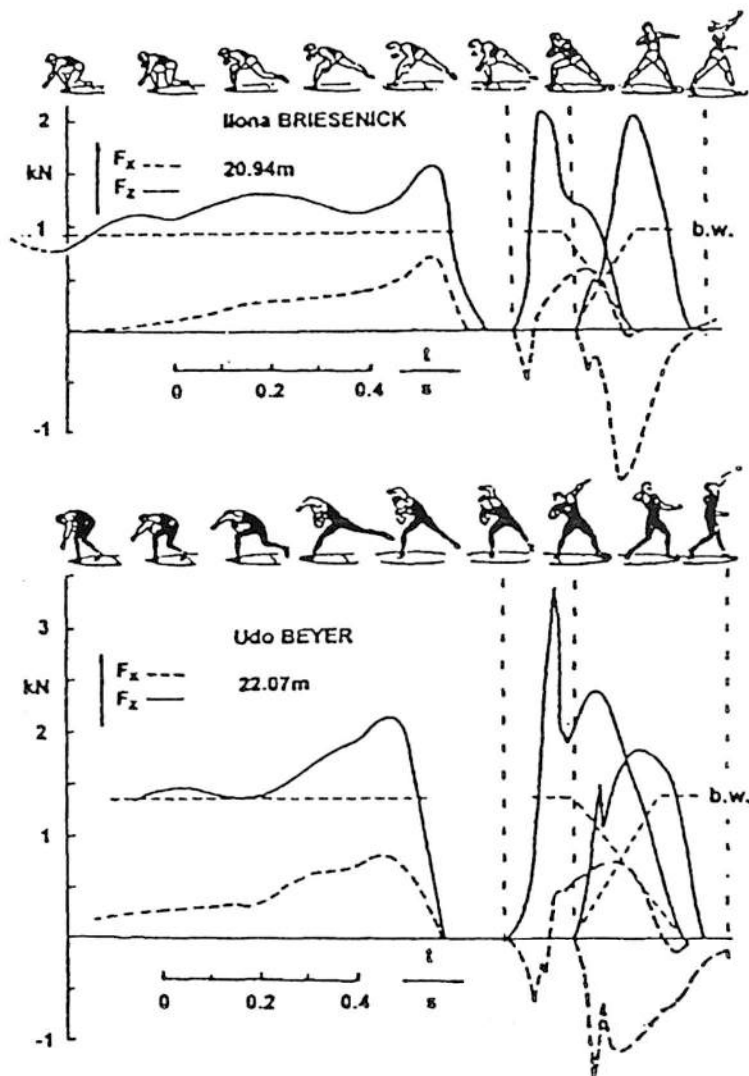 2
Ilona BRIESENICK
Fx
kN
Fz
20.94m
1
b.w.
t
s
0 0.2 0.4
-1
3
Udo BEYER
Fx
22.07m
kN
Fz
2
b.w.
1
t
s
0 0.2 0.4
-1